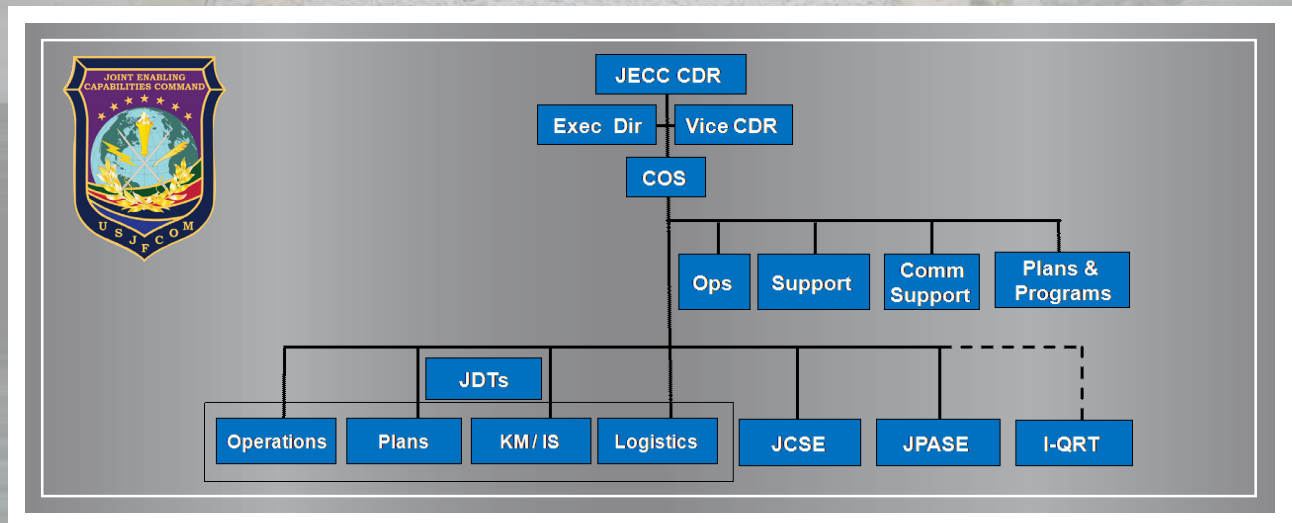 JOINT ENABLING
CAPABILITIES COMMAND
USJFCOM
JECC CDR
Exec Dir
Vice CDR
COS
Ops
Support
Comm
Support
Plans &
Programs
JDTs
Operations
Plans
KM / IS
Logistics
JCSE
JPASE
I-QRT